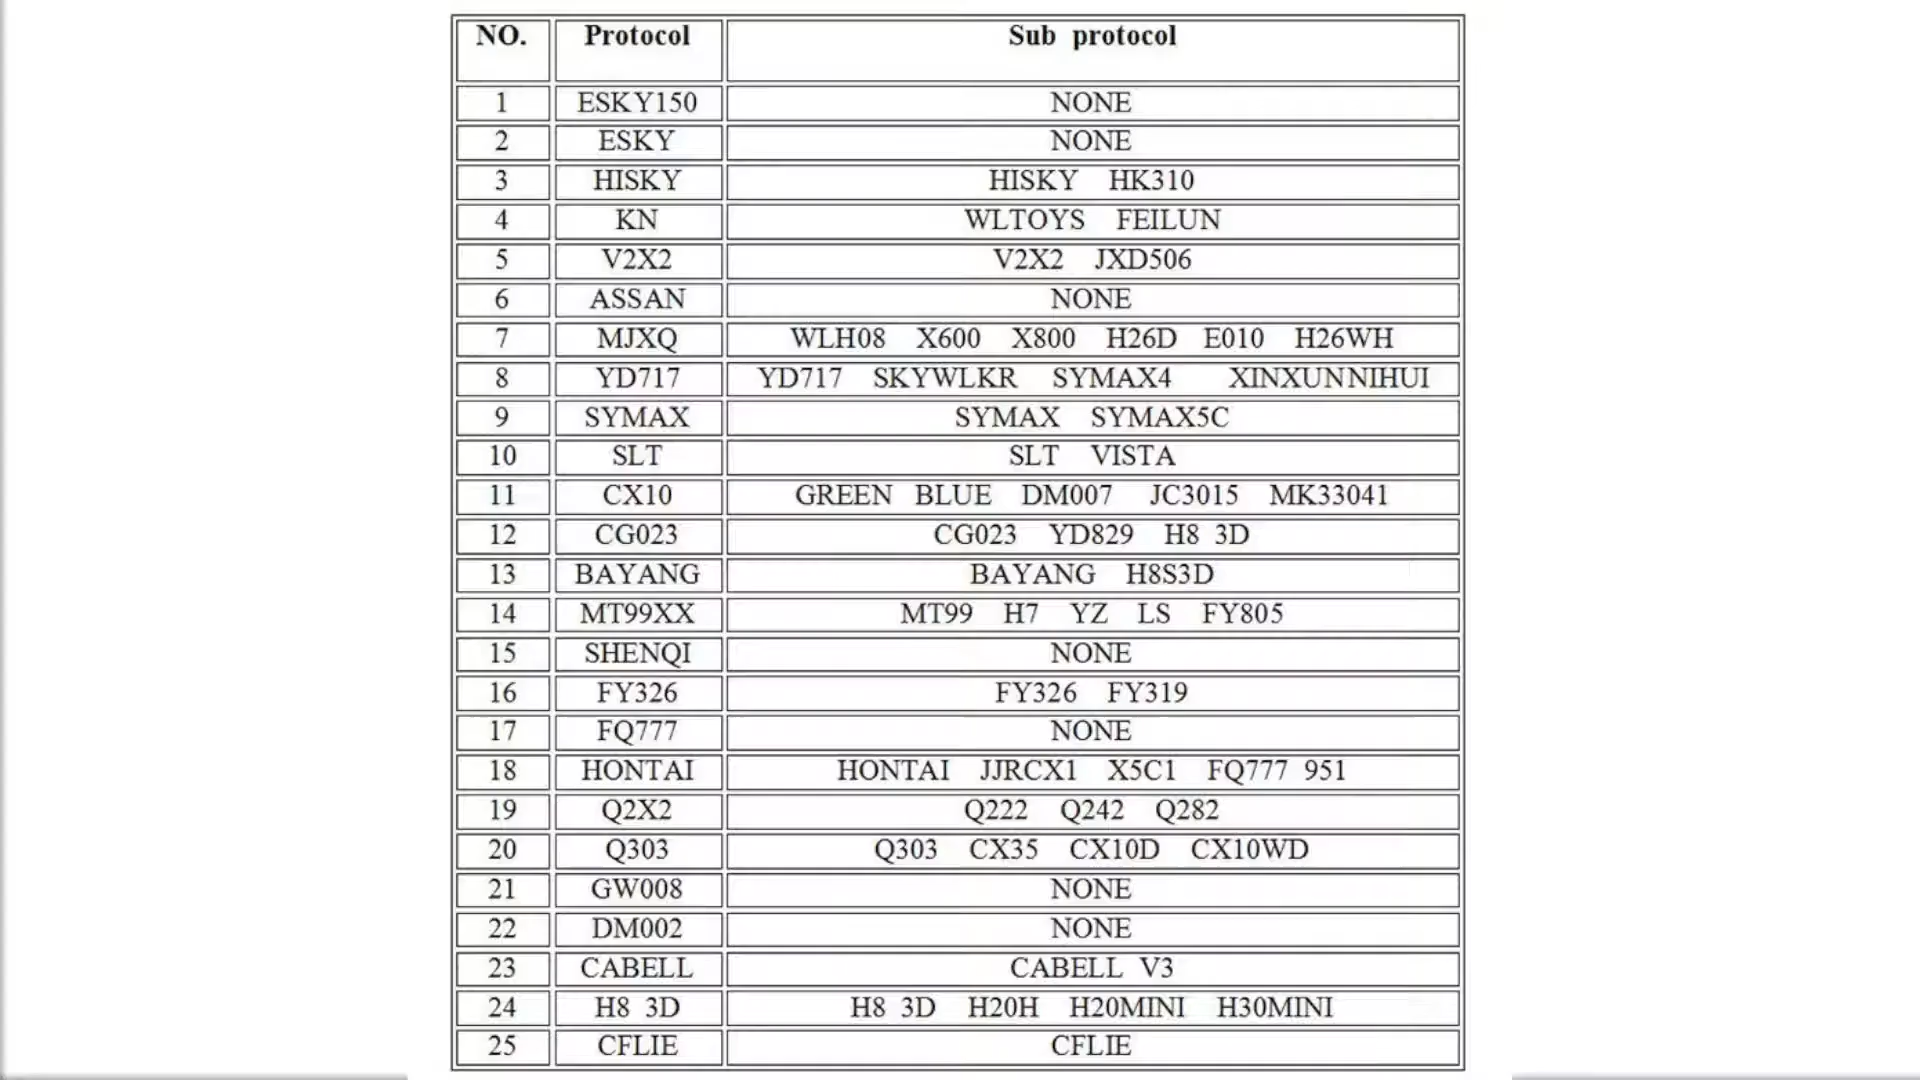 NO. Protocol Sub protocol
1 ESKY150 NONE
2 ESKY NONE
3 HISKY HISKY HK310
4 KN WLTOYS FEILUN
5 V2X2 V2X2 JXD506
6 ASSAN NONE
7 MJXQ WLH08 X600 X800 H26D E010 H26WH
8 YD717 YD717 SKYWLKR SYMAX4 XINXUNNIHUI
9 SYMAX SYMAX SYMAX5C
10 SLT SLT VISTA
11 CX10 GREEN BLUE DM007 JC3015 MK33041
12 CG023 CG023 YD829 H8 3D
13 BAYANG BAYANG H8S3D
14 MT99XX MT99 H7 YZ LS FY805
15 SHENQI NONE
16 FY326 FY326 FY319
17 FQ777 NONE
18 HONTAI HONTAI JJRCX1 X5C1 FQ777 951
19 Q2X2 Q222 Q242 Q282
20 Q303 Q303 CX35 CX10D CX10WD
21 GW008 NONE
22 DM002 NONE
23 CABELL CABELL V3
24 H8 3D H8 3D H20H H20MINI H30MINI
25 CFLIE CFLIE